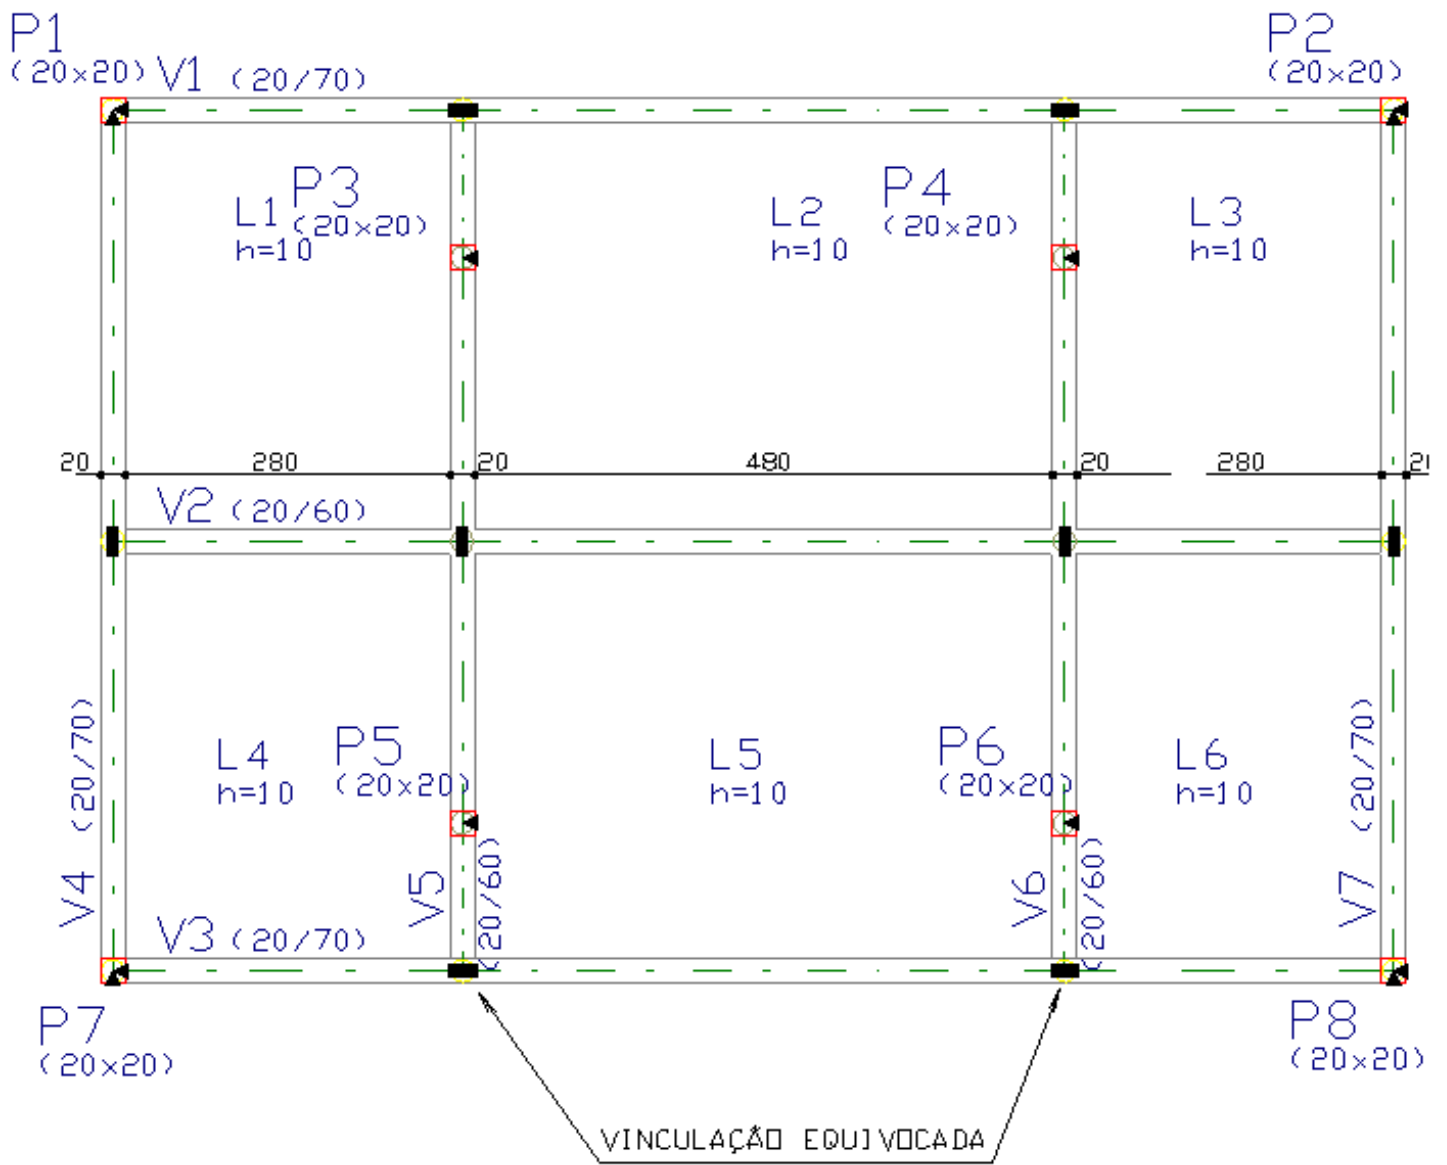 P1
(20x20)
V1 (20/70)
P2
(20x20)
P3
(20x20)
L1
h=10
P4
(20x20)
L2
h=10
L3
h=10
20
280
20
480
20
280
V2 (20/60)
V4 (20/70)
L4
h=10
P5
(20x20)
L5
h=10
P6
(20x20)
L6
h=10
V7 (20/70)
V5 (20/60)
V6 (20/60)
V3 (20/70)
P7
(20x20)
P8
(20x20)
VINCULAÇÃO EQUIVOCADA